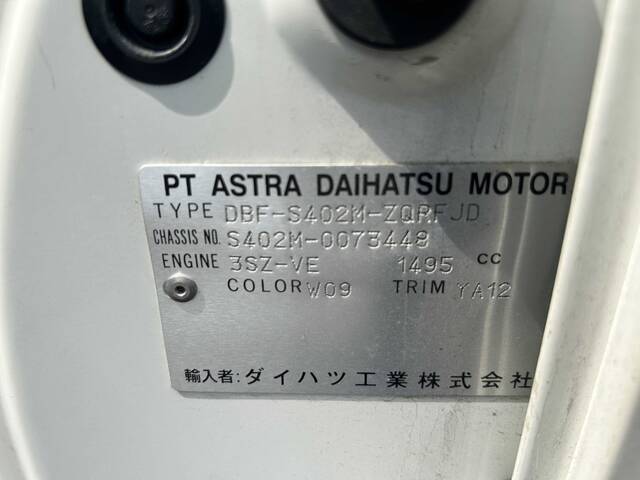 PT ASTRA DAIHATSU MOTOR
TYPE DBF-S402M-ZQRFJD
CHASSIS NO. S402M-0073448
ENGINE 3SZ-VE 1495 CC
COLOR W09 TRIM YA12
輸入者: ダイハツ工業株式会社